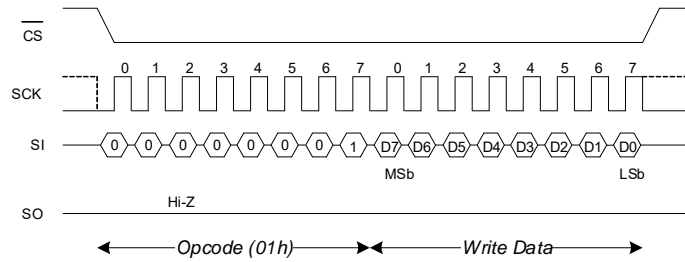 CS
0 1 2 3 4 5 6 7 0 1 2 3 4 5 6 7
SCK
SI 0 0 0 0 0 0 0 1 D7 D6 D5 D4 D3 D2 D1 D0
MSb LSb
Hi-Z
SO
Opcode (01h) Write Data